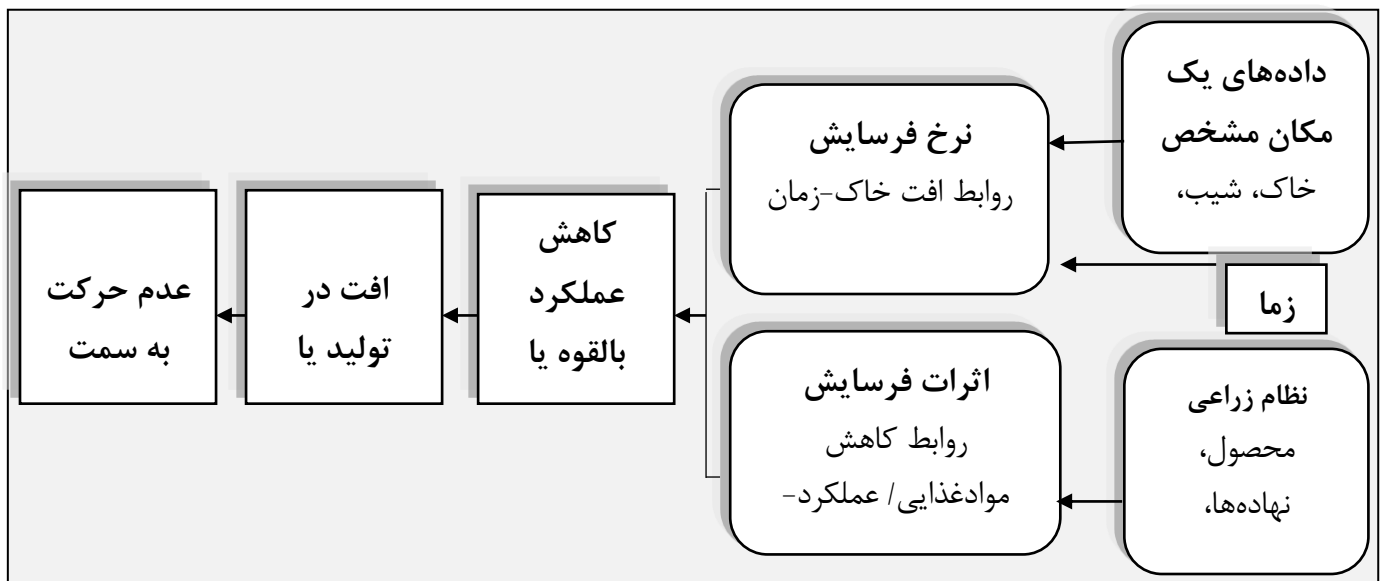 داده‌های یک
مکان مشخص
خاک، شیب،
زما
نظام زراعی
محصول،
نهاده‌ها،
نرخ فرسایش
روابط افت خاک-زمان
اثرات فرسایش
روابط کاهش
موادغذایی/ عملکرد-
کاهش
عملکرد
بالقوه یا
افت در
تولید یا
عدم حرکت
به سمت